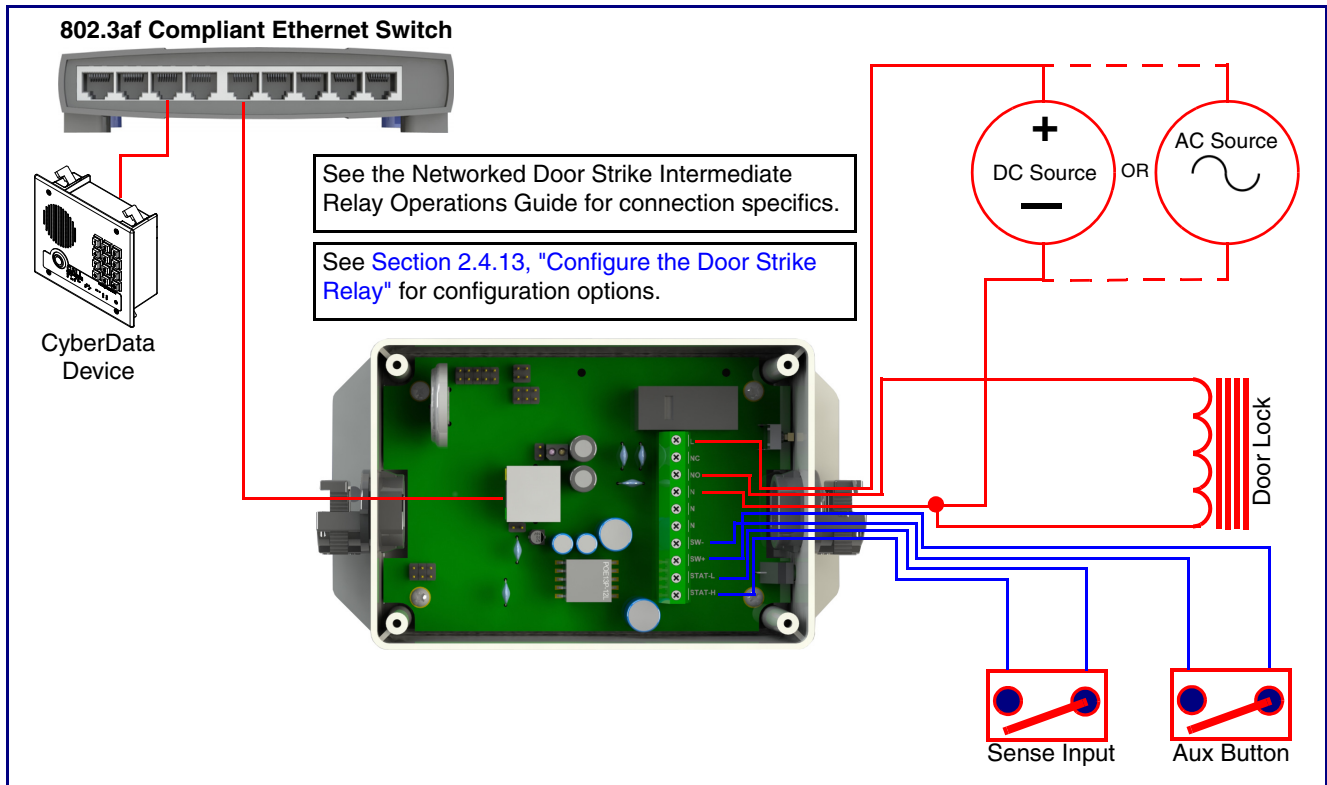 802.3af Compliant Ethernet Switch
See the Networked Door Strike Intermediate
Relay Operations Guide for connection specifics.
See Section 2.4.13, "Configure the Door Strike
Relay" for configuration options.
CyberData
Device
+
DC Source
—
OR
AC Source
Door Lock
L
NC
NO
N
N
N
SW-
SW+
STAT-L
STAT-H
Sense Input
Aux Button